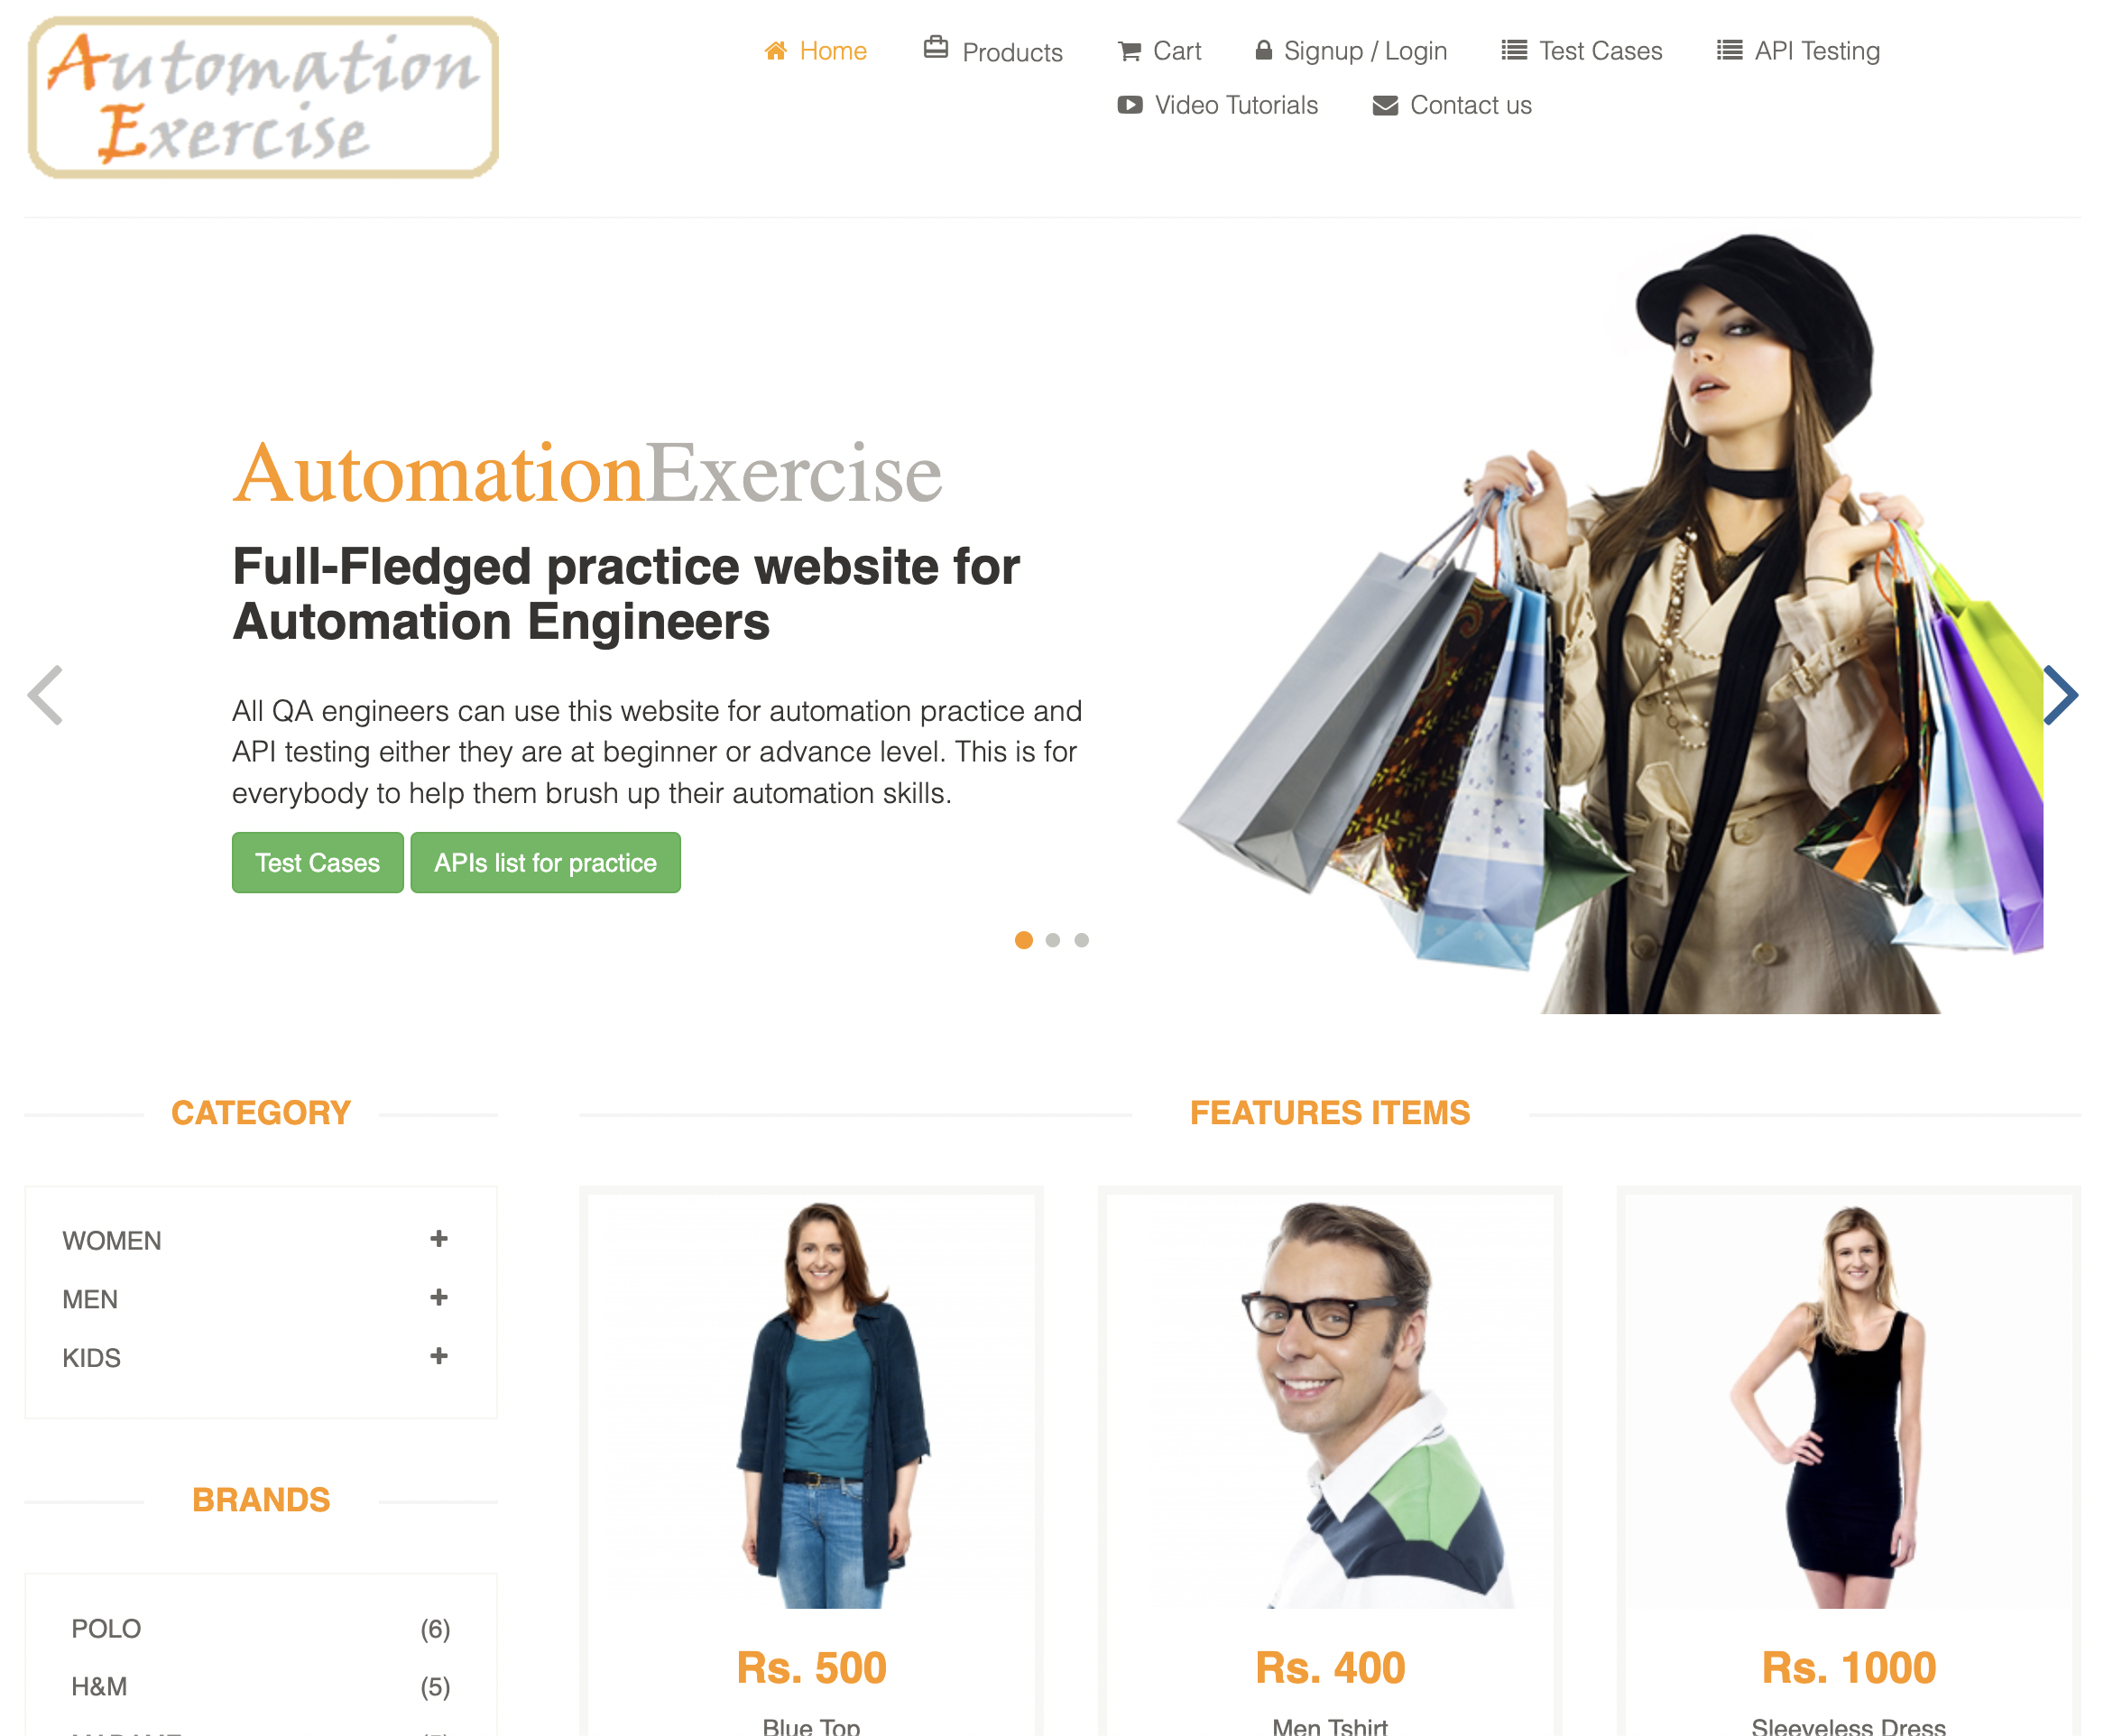 Automation
Exercise
Home
Products
Cart
Signup / Login
Test Cases
API Testing
Video Tutorials
Contact us
AutomationExercise
Full-Fledged practice website for
Automation Engineers
All QA engineers can use this website for automation practice and
API testing either they are at beginner or advance level. This is for
everybody to help them brush up their automation skills.
Test Cases
APIs list for practice
CATEGORY
WOMEN
MEN
KIDS
BRANDS
POLO (6)
H&M (5)
FEATURES ITEMS
Rs. 500
Blue Top
Rs. 400
Men Tshirt
Rs. 1000
Sleeveless Dress